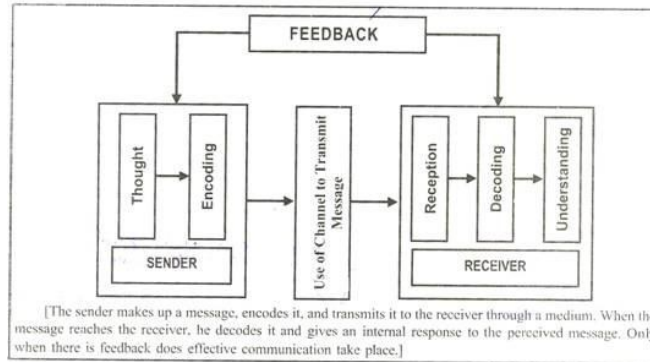 FEEDBACK
Thought
Encoding
SENDER
Use of Channel to Transmit
Message
Reception
Decoding
Understanding
RECEIVER
[The sender makes up a message, encodes it, and transmits it to the receiver through a medium. When the
message reaches the receiver, he decodes it and gives an internal response to the perceived message. Only
when there is feedback does effective communication take place.]